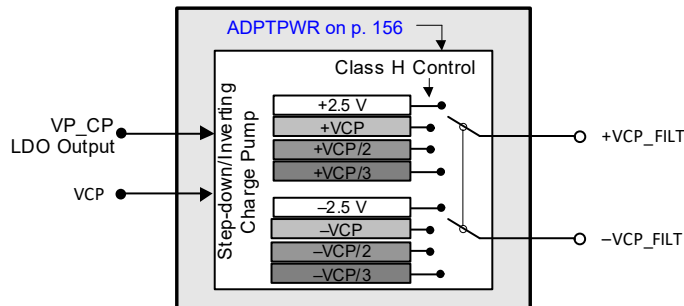 ADPTPWR on p. 156
Class H Control
Step-down/Inverting
Charge Pump
VP_CP
LDO Output
VCP
+2.5 V
+VCP
+VCP/2
+VCP/3
–2.5 V
–VCP
–VCP/2
–VCP/3
+VCP_FILT
–VCP_FILT